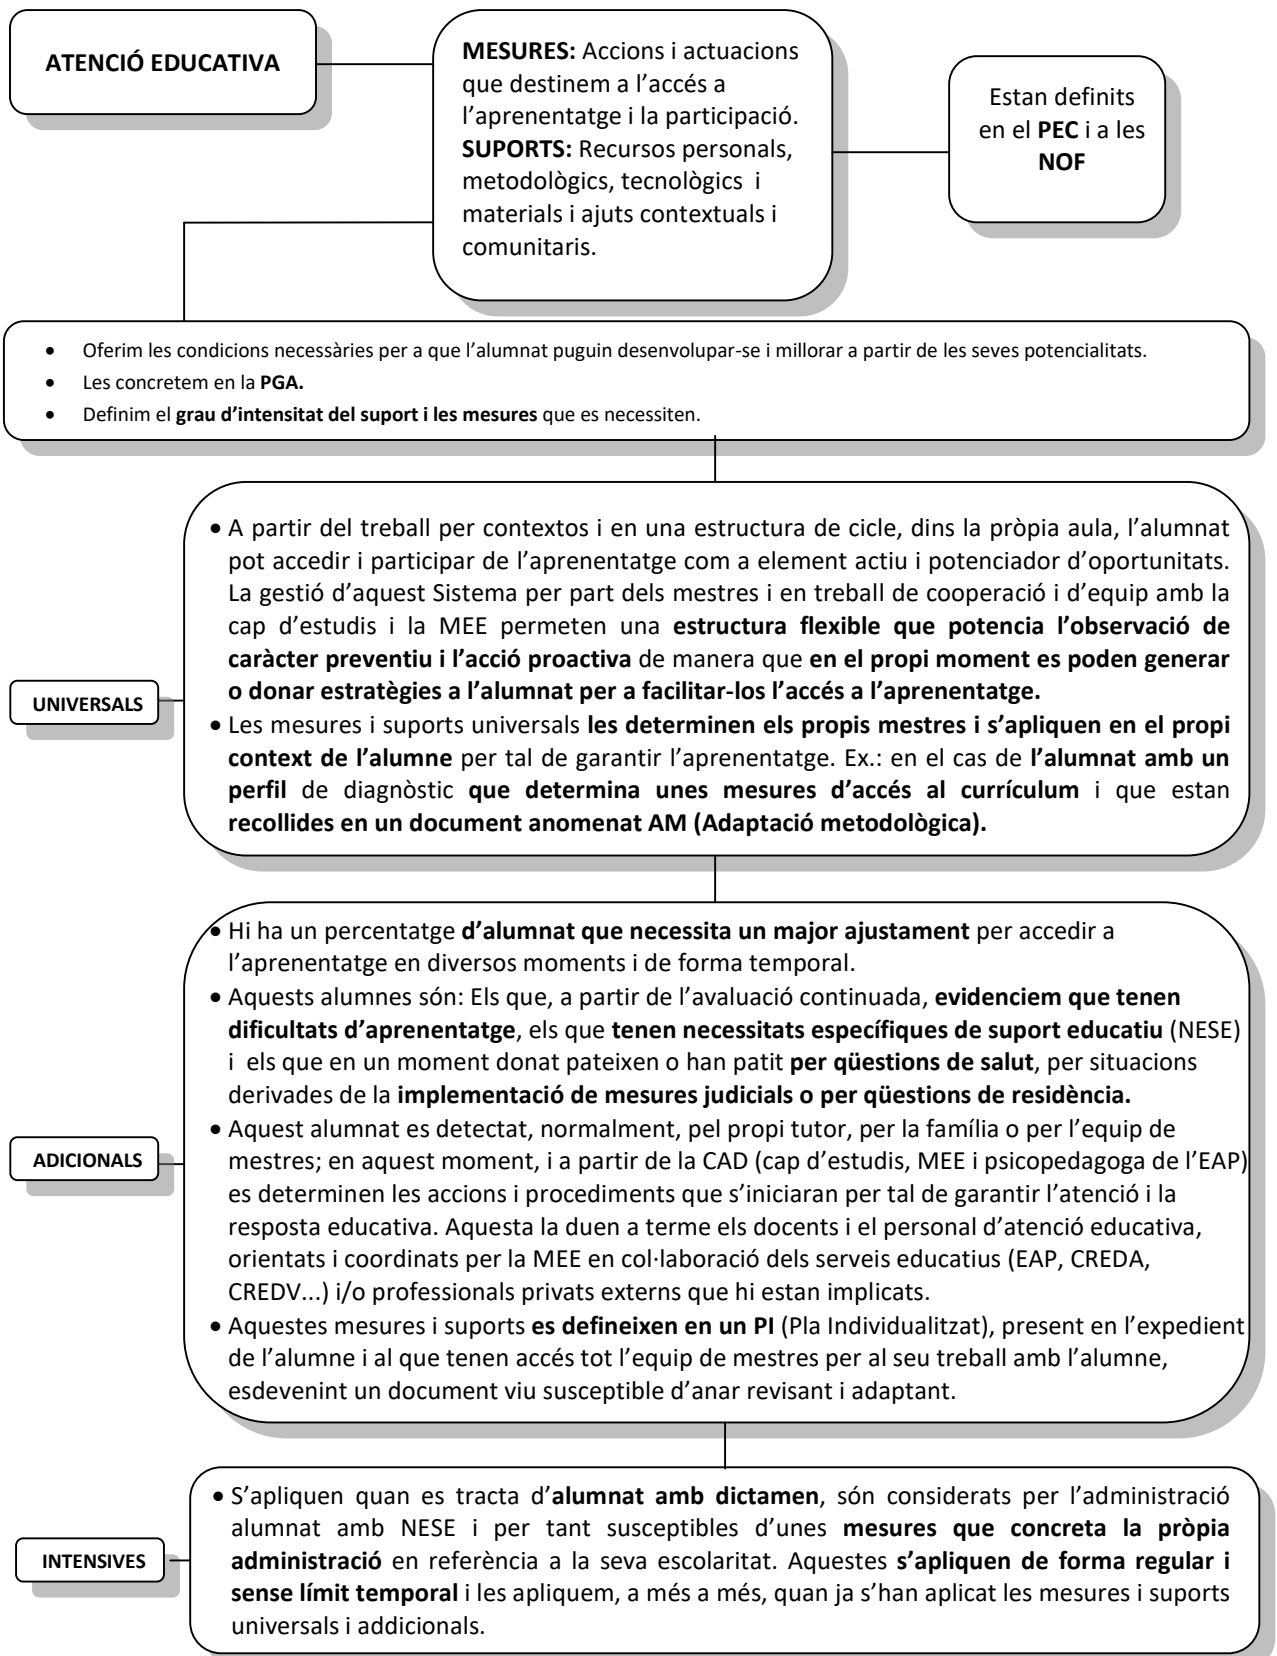 ATENCIÓ EDUCATIVA
MESURES: Accions i actuacions
que destinem a l’accés a
l’aprenentatge i la participació.
SUPORTS: Recursos personals,
metodològics, tecnològics i
materials i ajuts contextuals i
comunitaris.
Estan definits
en el PEC i a les
NOF
• Oferim les condicions necessàries per a que l’alumnat puguin desenvolupar-se i millorar a partir de les seves potencialitats.
• Les concretem en la PGA.
• Definim el grau d’intensitat del suport i les mesures que es necessiten.
UNIVERSALS
• A partir del treball per contextos i en una estructura de cicle, dins la pròpia aula, l’alumnat
pot accedir i participar de l’aprenentatge com a element actiu i potenciador d’oportunitats.
La gestió d’aquest Sistema per part dels mestres i en treball de cooperació i d’equip amb la
cap d’estudis i la MEE permeten una estructura flexible que potencia l’observació de
caràcter preventiu i l’acció proactiva de manera que en el propi moment es poden generar
o donar estratègies a l’alumnat per a facilitar-los l’accés a l’aprenentatge.
• Les mesures i suports universals les determinen els propis mestres i s’apliquen en el propi
context de l’alumne per tal de garantir l’aprenentatge. Ex.: en el cas de l’alumnat amb un
perfil de diagnòstic que determina unes mesures d’accés al currículum i que estan
recollides en un document anomenat AM (Adaptació metodològica).
ADICIONALS
• Hi ha un percentatge d’alumnat que necessita un major ajustament per accedir a
l’aprenentatge en diversos moments i de forma temporal.
• Aquests alumnes són: Els que, a partir de l’avaluació continuada, evidenciem que tenen
dificultats d’aprenentatge, els que tenen necessitats específiques de suport educatiu (NESE)
i els que en un moment donat pateixen o han patit per qüestions de salut, per situacions
derivades de la implementació de mesures judicials o per qüestions de residència.
• Aquest alumnat es detectat, normalment, pel propi tutor, per la família o per l’equip de
mestres; en aquest moment, i a partir de la CAD (cap d’estudis, MEE i psicopedagoga de l’EAP)
es determinen les accions i procediments que s’iniciaran per tal de garantir l’atenció i la
resposta educativa. Aquesta la duen a terme els docents i el personal d’atenció educativa,
orientats i coordinats per la MEE en col·laboració dels serveis educatius (EAP, CREDA,
CREDV...) i/o professionals privats externs que hi estan implicats.
• Aquestes mesures i suports es defineixen en un PI (Pla Individualitzat), present en l’expedient
de l’alumne i al que tenen accés tot l’equip de mestres per al seu treball amb l’alumne,
esdevenint un document viu susceptible d’anar revisant i adaptant.
INTENSIVES
• S’apliquen quan es tracta d’alumnat amb dictamen, són considerats per l’administració
alumnat amb NESE i per tant susceptibles d’unes mesures que concreta la pròpia
administració en referència a la seva escolaritat. Aquestes s’apliquen de forma regular i
sense límit temporal i les apliquem, a més a més, quan ja s’han aplicat les mesures i suports
universals i addicionals.